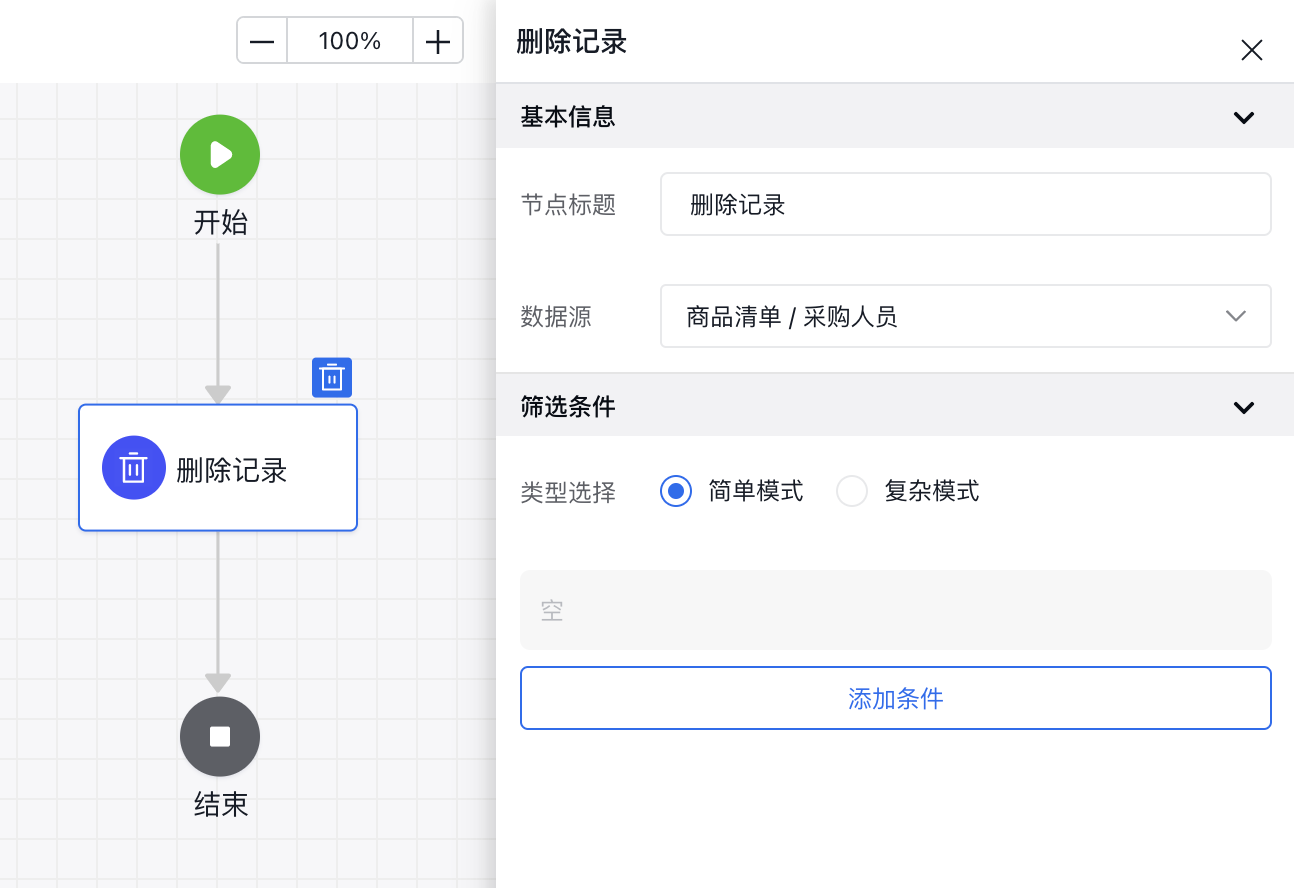 100%
开始
删除记录
结束
删除记录
基本信息
节点标题
删除记录
数据源
商品清单 / 采购人员
筛选条件
类型选择
简单模式
复杂模式
空
添加条件